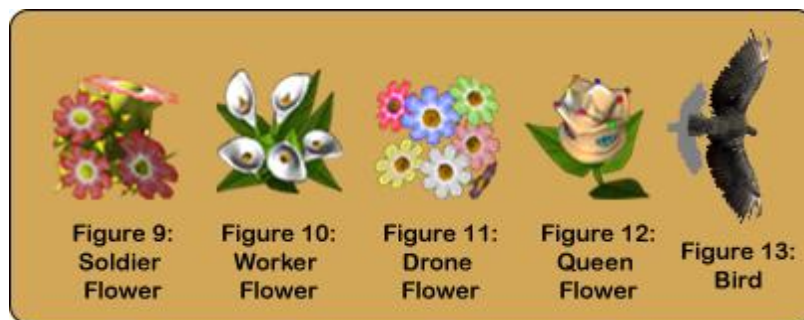 Figure 9:
Soldier
Flower
Figure 10:
Worker
Flower
Figure 11:
Drone
Flower
Figure 12:
Queen
Flower
Figure 13:
Bird